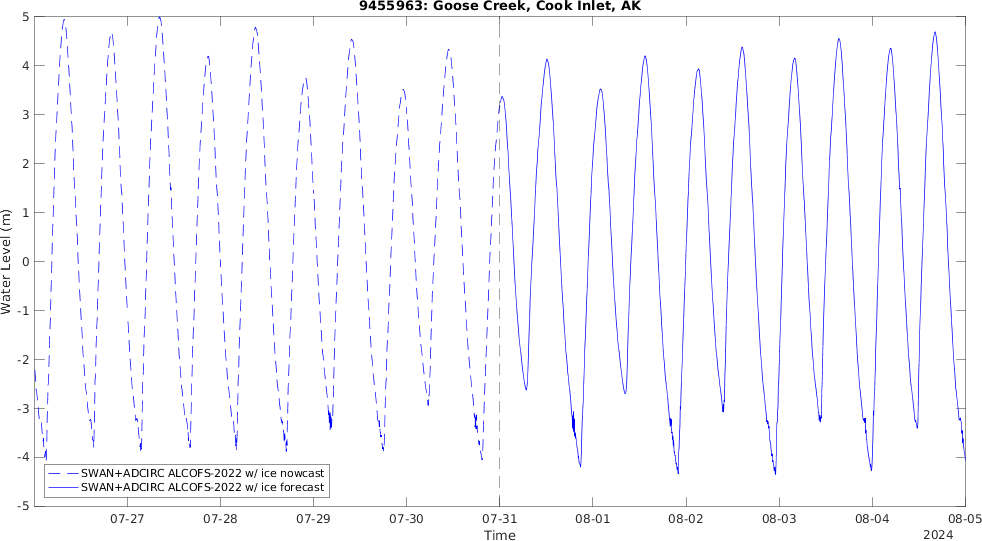 9455963: Goose Creek, Cook Inlet, AK
Water Level (m)
5
4
3
2
1
0
-1
-2
-3
-4
-5
SWAN+ADCIRC ALCOFS-2022 w/ ice nowcast
SWAN+ADCIRC ALCOFS-2022 w/ ice forecast
07-27 07-28 07-29 07-30 07-31 08-01 08-02 08-03 08-04 08-05
Time
2024